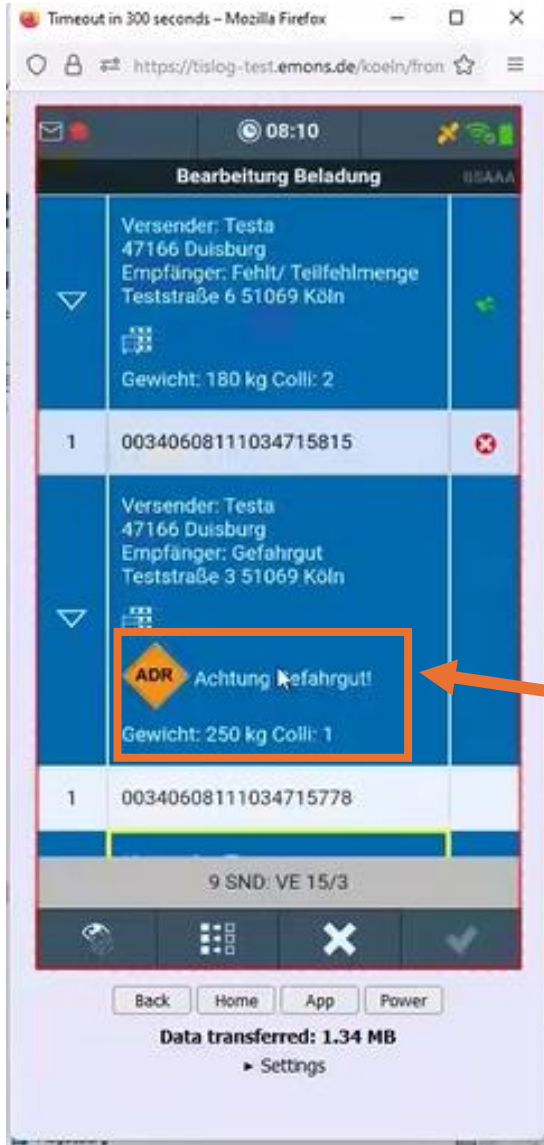 Timeout in 300 seconds – Mozilla Firefox
https://tislog-test.emons.de/koeln/fron
08:10
Bearbeitung Beladung
Versender: Testa
47166 Duisburg
Empfänger: Fehlt/ Teilfehlmenge
Teststraße 6 51069 Köln
Gewicht: 180 kg Colli: 2
1 00340608111034715815
Versender: Testa
47166 Duisburg
Empfänger: Gefahrgut
Teststraße 3 51069 Köln
ADR Achtung Gefahrgut!
Gewicht: 250 kg Colli: 1
1 00340608111034715778
9 SND: VE 15/3
Back Home App Power
Data transferred: 1.34 MB
▸ Settings